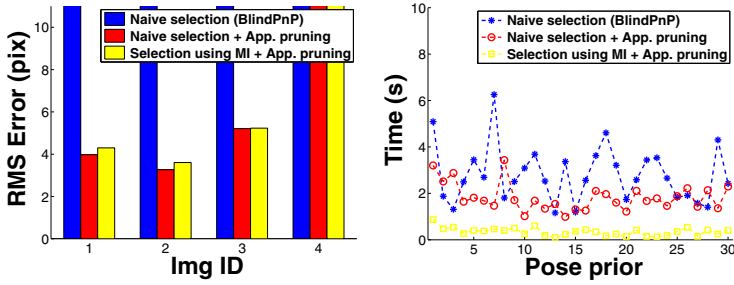 RMS Error (pix)
10
8
6
4
2
0
Naive selection (BlindPnP)
Naive selection + App. pruning
Selection using MI + App. pruning
1 2 3 4
Img ID
Time (s)
10
8
6
4
2
0
Naive selection (BlindPnP)
Naive selection + App. pruning
Selection using MI + App. pruning
5 10 15 20 25 30
Pose prior